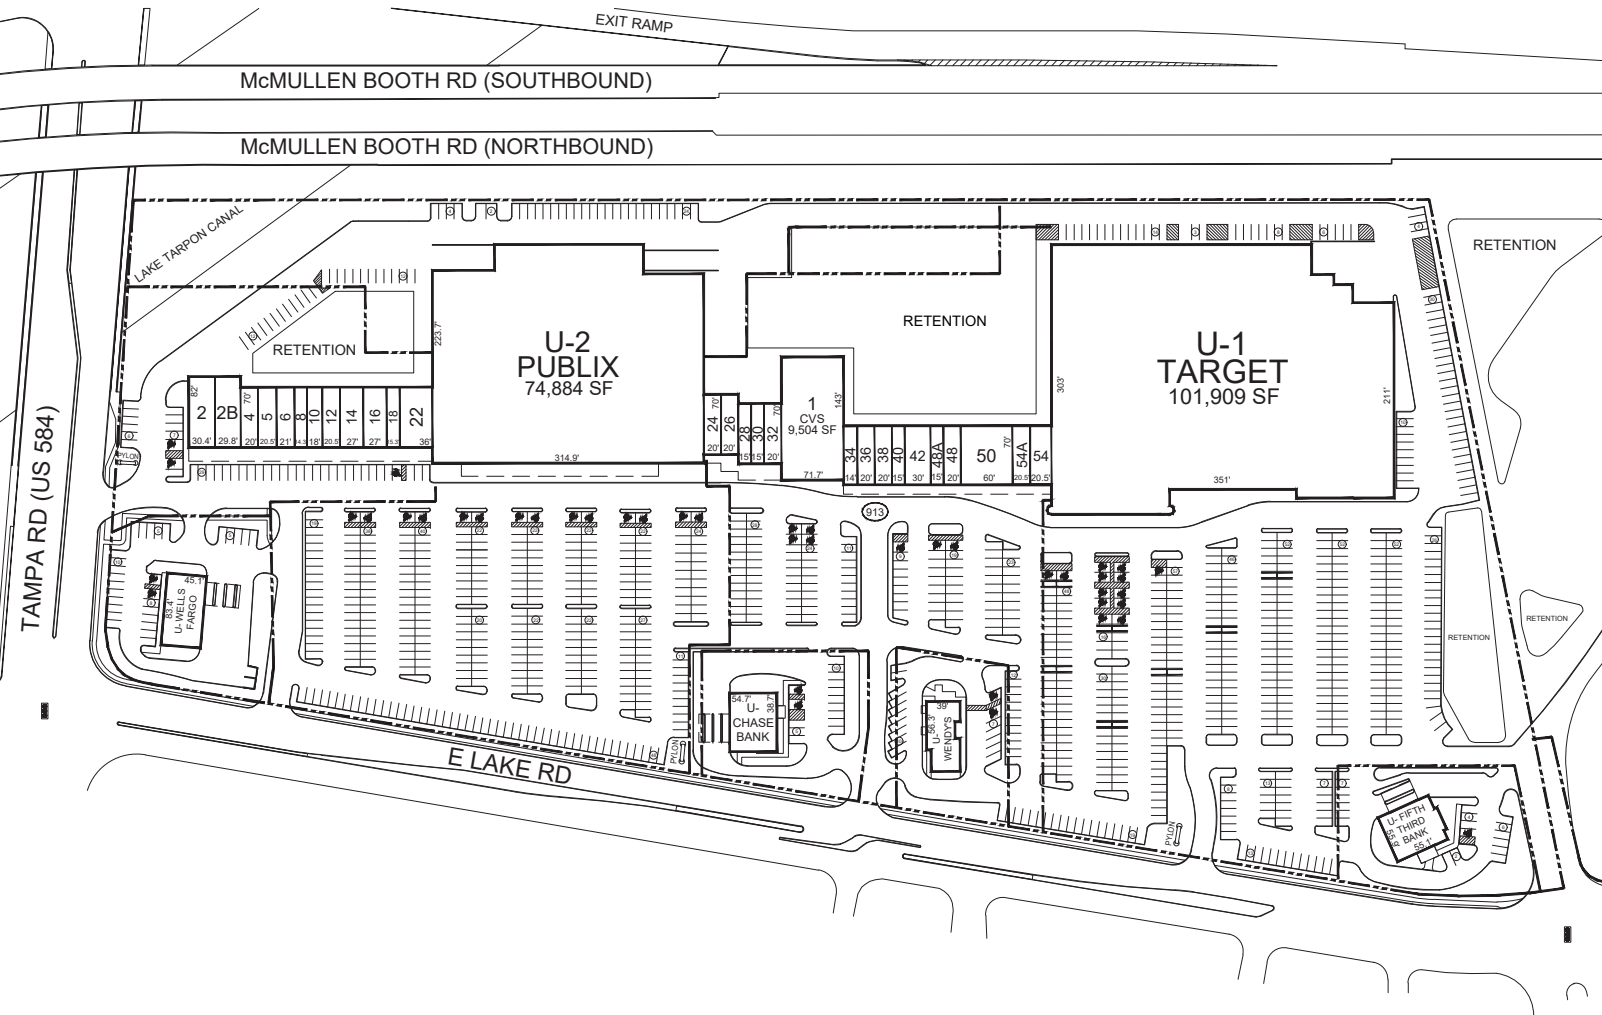 EXIT RAMP
McMULLEN BOOTH RD (SOUTHBOUND)
McMULLEN BOOTH RD (NORTHBOUND)
LAKE TARPON CANAL
TAMPA RD (US 584)
RETENTION
RETENTION
RETENTION
RETENTION
RETENTION
U-2
PUBLIX
74,884 SF
223.7'
314.9'
U-1
TARGET
101,909 SF
303'
211'
351'
82'
2
30.4'
2B
29.8'
70'
4
20'
5
20.5'
6
21'
8
14.3'
10
18'
12
20.5'
14
27'
16
27'
18
22
36'
24
70'
20'
26
20'
28
15'
30
15'
32
70'
20'
1
CVS
9,504 SF
143'
71.7'
34
14'
36
20'
38
20'
40
15'
42
30'
48A
15'
48
20'
50
60'
70'
54A
20.5'
54
20.5'
913
PYLON
45.1'
83.4'
U- WELLS
FARGO
54.7'
38.7'
U-
CHASE
BANK
PYLON
39'
56.3'
U-
WENDY'S
PYLON
U- FIFTH
THIRD
BANK
55.1'
E LAKE RD